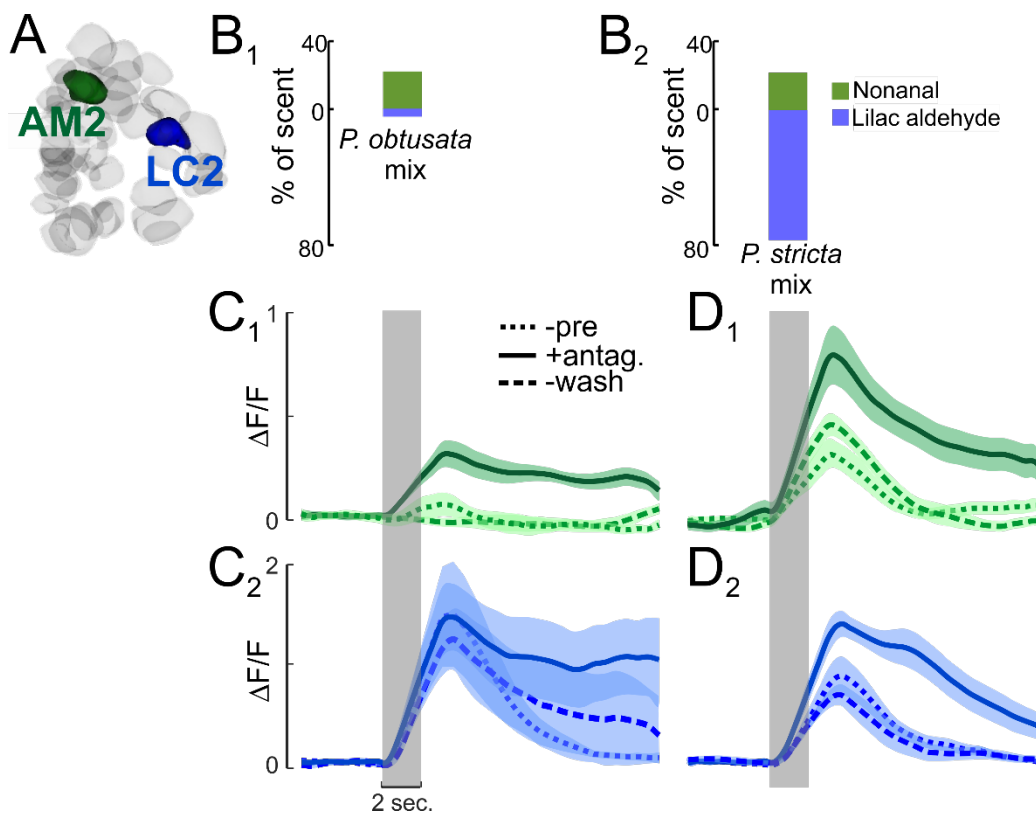 A
AM2
LC2
B1
40
0
80
% of scent
P. obtusata
mix
B2
40
0
80
% of scent
P. stricta
mix
Nonanal
Lilac aldehyde
C1
1
0
ΔF/F
-pre
+antag.
-wash
D1
C2
2
0
ΔF/F
2 sec.
D2